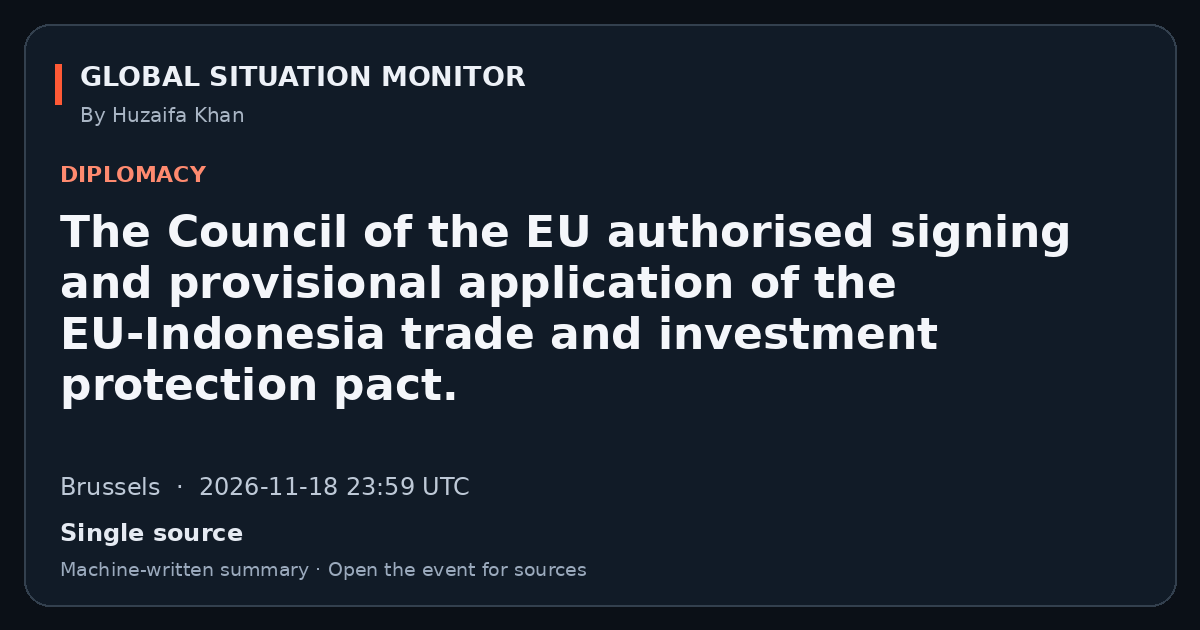 GLOBAL SITUATION MONITOR
By Huzaifa Khan
DIPLOMACY
The Council of the EU authorised signing
and provisional application of the
EU-Indonesia trade and investment
protection pact.
Brussels · 2026-11-18 23:59 UTC
Single source
Machine-written summary · Open the event for sources